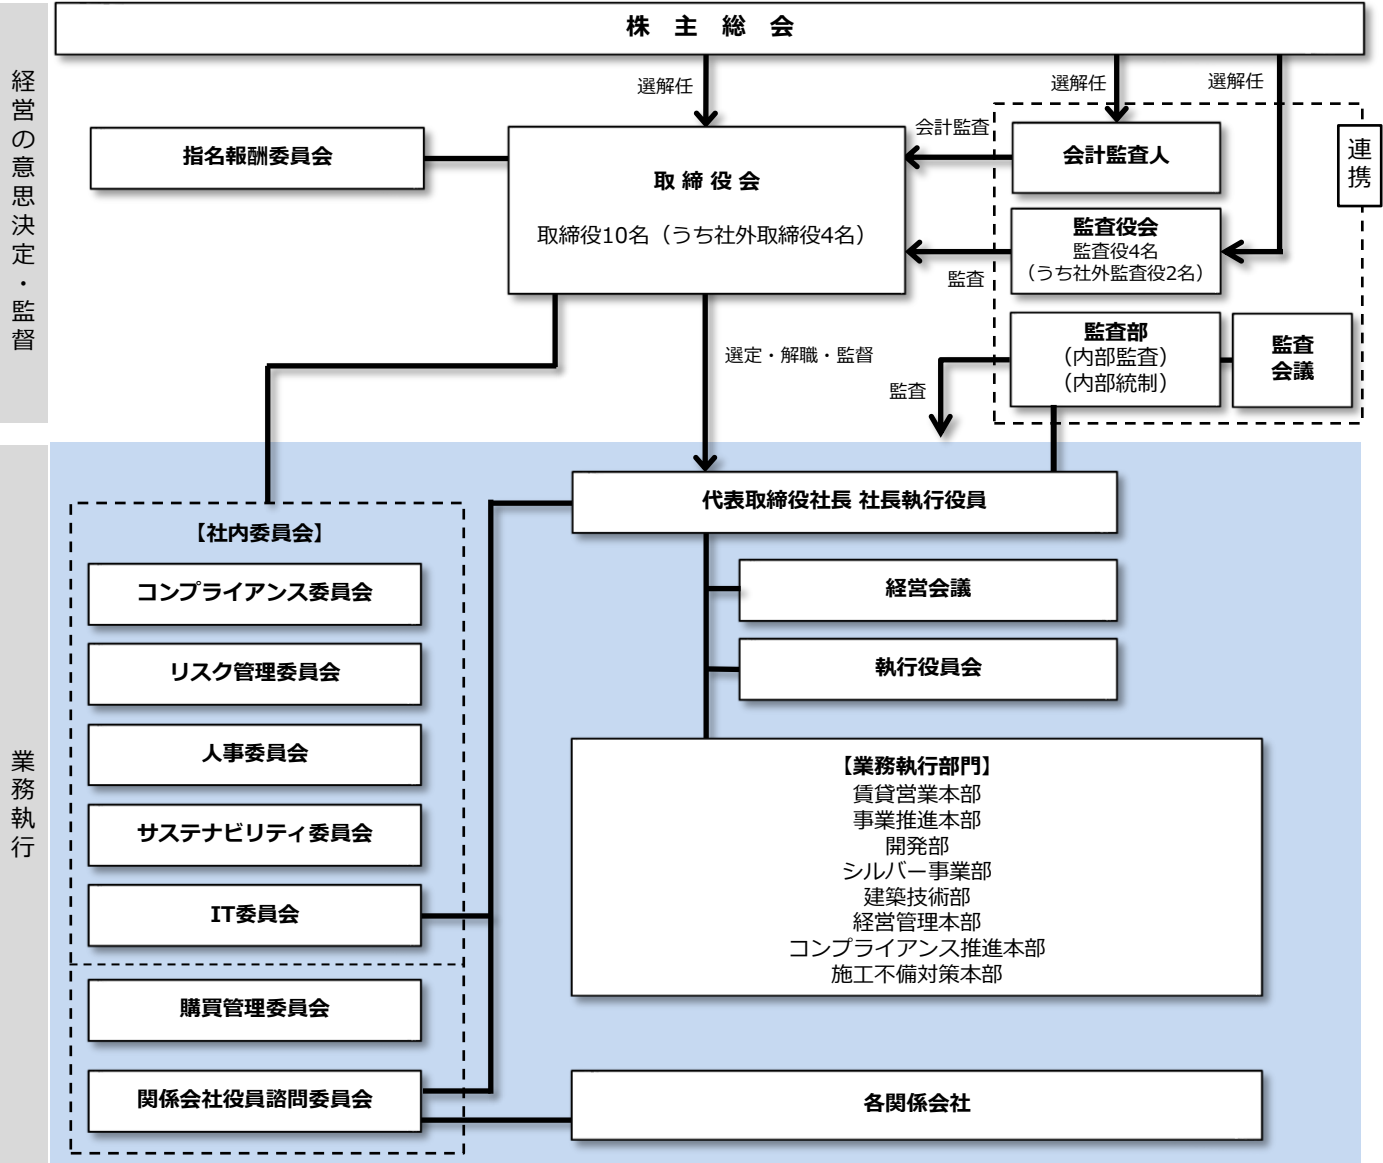 経営の意思決定・監督
株主総会
選解任
選解任
選解任
指名報酬委員会
取締役会
取締役10名（うち社外取締役4名）
会計監査
会計監査人
連携
監査役会
監査役4名
（うち社外監査役2名）
監査
監査部
（内部監査）
（内部統制）
監査
会議
選定・解職・監督
監査
業務執行
代表取締役社長 社長執行役員
【社内委員会】
コンプライアンス委員会
リスク管理委員会
人事委員会
サステナビリティ委員会
IT委員会
購買管理委員会
関係会社役員諮問委員会
経営会議
執行役員会
【業務執行部門】
賃貸営業本部
事業推進本部
開発部
シルバー事業部
建築技術部
経営管理本部
コンプライアンス推進本部
施工不備対策本部
各関係会社